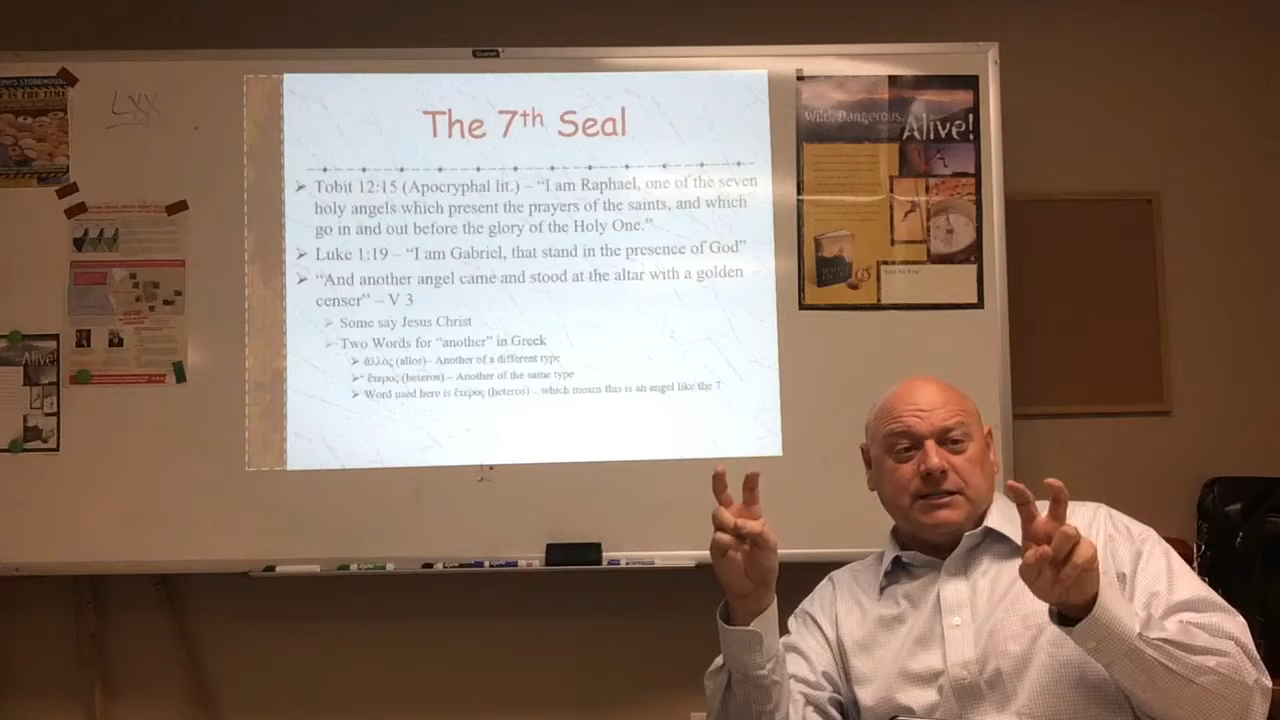 Quartet
LXX
The 7th Seal
➢ Tobit 12:15 (Apocryphal lit.) – “I am Raphael, one of the seven
holy angels which present the prayers of the saints, and which
go in and out before the glory of the Holy One.”
➢ Luke 1:19 – “I am Gabriel, that stand in the presence of God”
➢ “And another angel came and stood at the altar with a golden
censer” – V 3
➢ Some say Jesus Christ
➢ Two Words for “another” in Greek
➢ ἄλλος (allos)– Another of a different type
➢ ἕτερος (heteros) – Another of the same type
➢ Word used here is ἕτερος (heteros) – which means this is an angel like the 7
Wild. Dangerous.
Alive!
Alive!